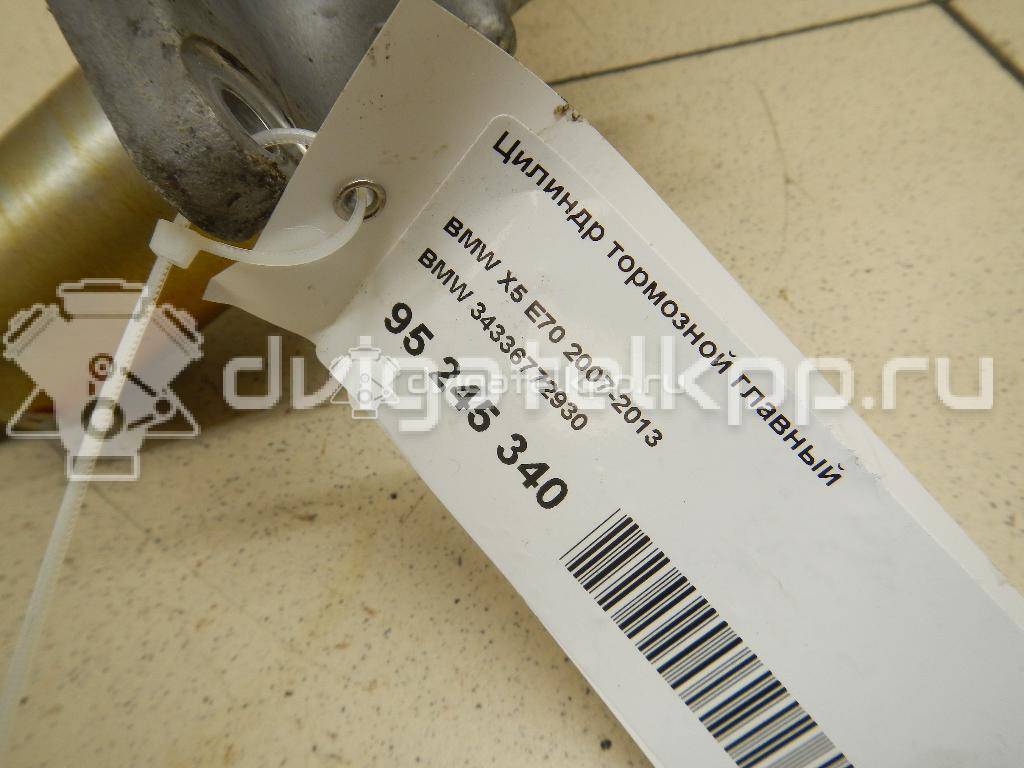 Цилиндр тормозной главный
BMW X5 E70 2007-2013
BMW 34336772930
95 245 340
dvigatelkpp.ru